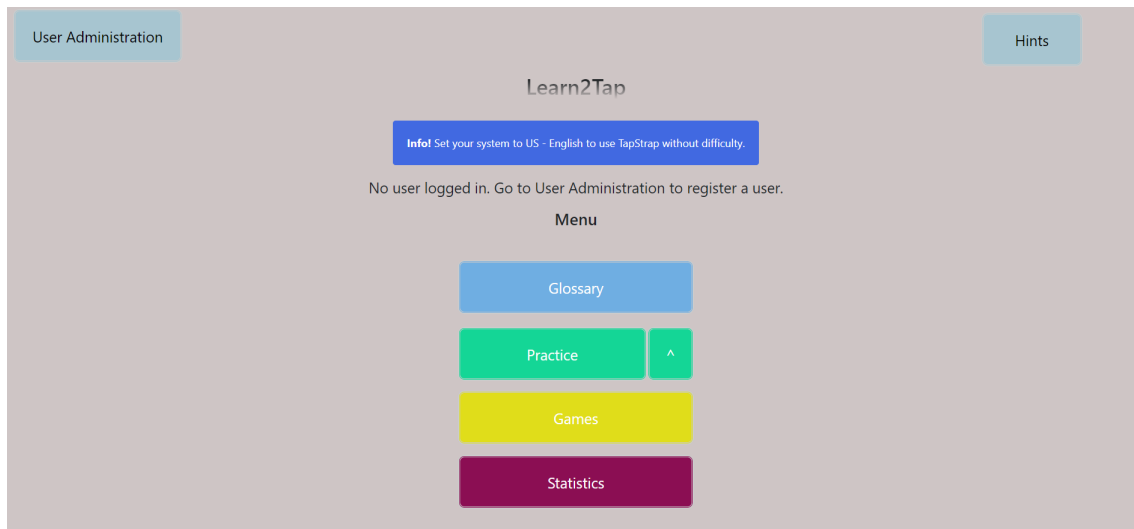 User Administration
Hints
Learn2Tap
Info! Set your system to US - English to use TapStrap without difficulty.
No user logged in. Go to User Administration to register a user.
Menu
Glossary
Practice ^
Games
Statistics